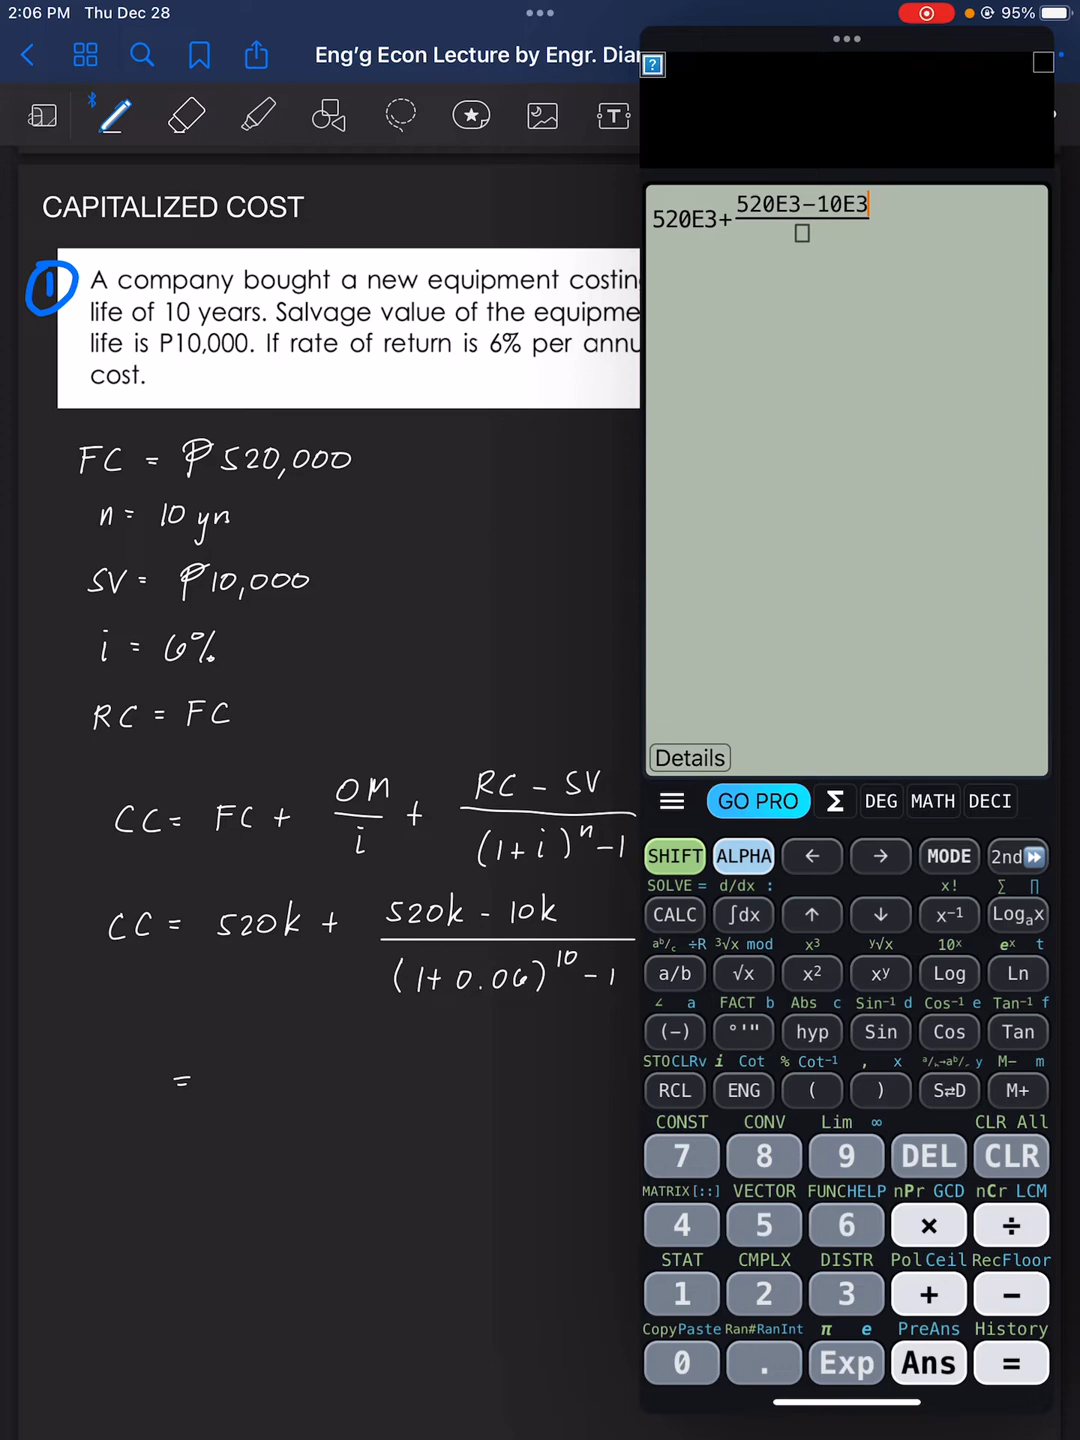 2:06 PM Thu Dec 28
95%
Eng'g Econ Lecture by Engr. Diar
CAPITALIZED COST
1
A company bought a new equipment costin
life of 10 years. Salvage value of the equipme
life is P10,000. If rate of return is 6% per annu
cost.
FC = ₱520,000
n = 10 yrs
SV = ₱10,000
i = 6%
RC = FC
CC = FC + OM/i + (RC - SV)/((1+i)^n - 1
CC = 520k + (520k - 10k)/((1+0.06)^10 - 1
=
?
520E3+(520E3-10E3)/□
Details
GO PRO Σ DEG MATH DECI
SHIFT ALPHA ← → MODE 2nd
SOLVE = d/dx : x! Σ ∏
CALC ∫dx ↑ ↓ x⁻¹ Logₐx
aᵇ/c ÷R ³√x mod x³ ʸ√x 10ˣ eˣ t
a/b √x x² xʸ Log Ln
∠ a FACT b Abs c Sin⁻¹ d Cos⁻¹ e Tan⁻¹ f
(−) °'" hyp Sin Cos Tan
STO CLRv i Cot % Cot⁻¹ , x y M− m
RCL ENG ( ) S⇄D M+
CONST CONV Lim ∞ CLR All
7 8 9 DEL CLR
MATRIX[::] VECTOR FUNC HELP nPr GCD nCr LCM
4 5 6 × ÷
STAT CMPLX DISTR Pol Ceil Rec Floor
1 2 3 + −
Copy Paste Ran# RanInt π e PreAns History
0 . Exp Ans =